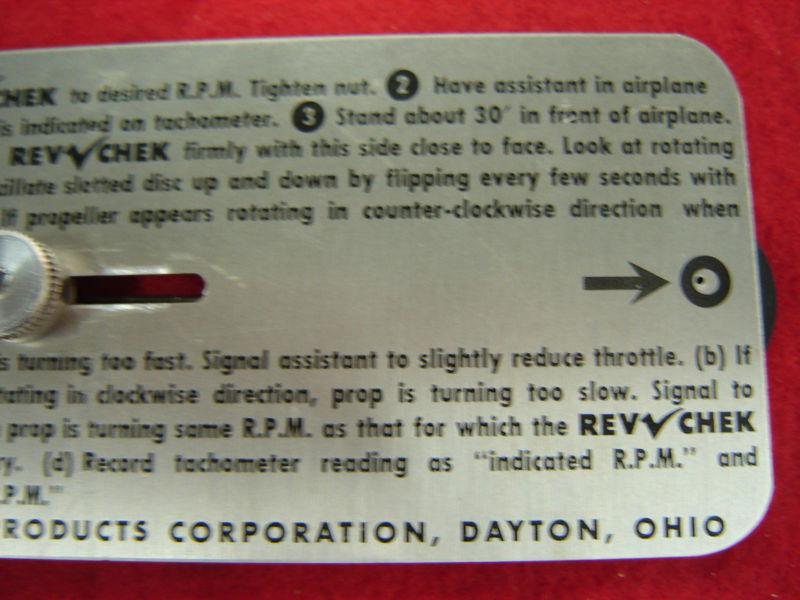 CHEK to desired R.P.M. Tighten nut. 2 Have assistant in airplane
is indicated on tachometer. 3 Stand about 30' in front of airplane.
REV CHEK firmly with this side close to face. Look at rotating
cillate slotted disc up and down by flipping every few seconds with
If propeller appears rotating in counter-clockwise direction when
is turning too fast. Signal assistant to slightly reduce throttle. (b) If
tating in clockwise direction, prop is turning too slow. Signal to
prop is turning same R.P.M. as that for which the REV CHEK
ry. (d) Record tachometer reading as "indicated R.P.M." and
.P.M."
RODUCTS CORPORATION, DAYTON, OHIO